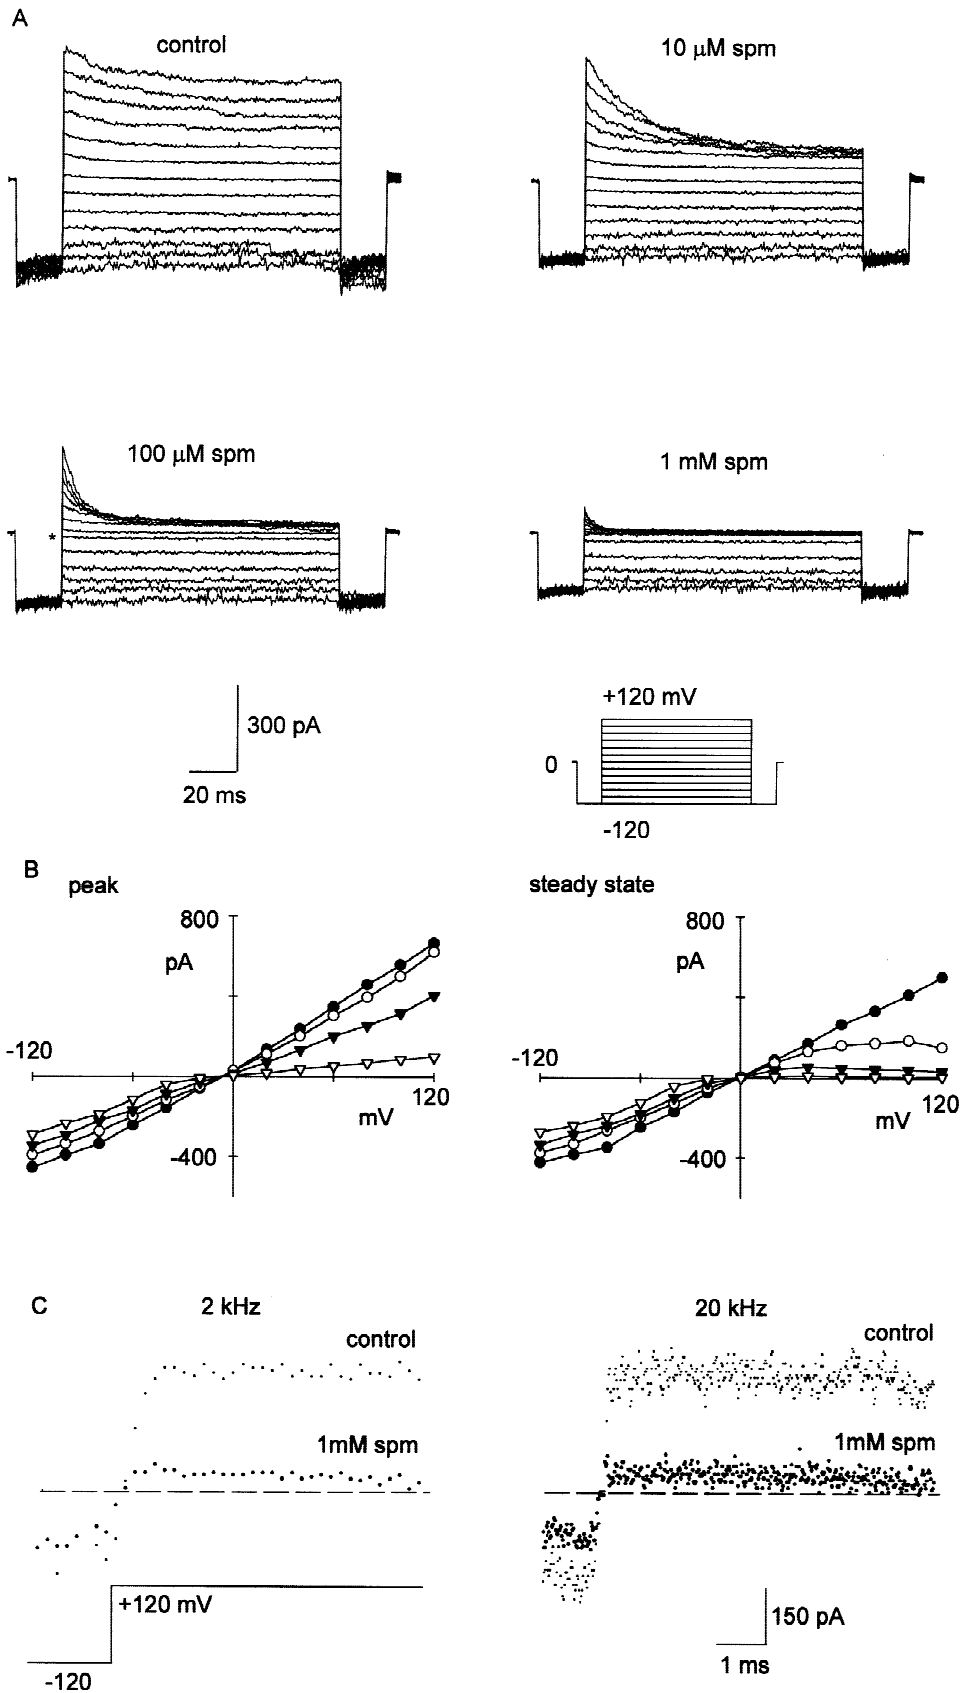 A
control
10 μM spm
100 μM spm
1 mM spm
*
300 pA
20 ms
+120 mV
0
-120
B
peak
steady state
800
pA
-120
120
mV
-400
800
pA
-120
120
mV
-400
C
2 kHz
20 kHz
control
control
1mM spm
1mM spm
+120 mV
-120
150 pA
1 ms